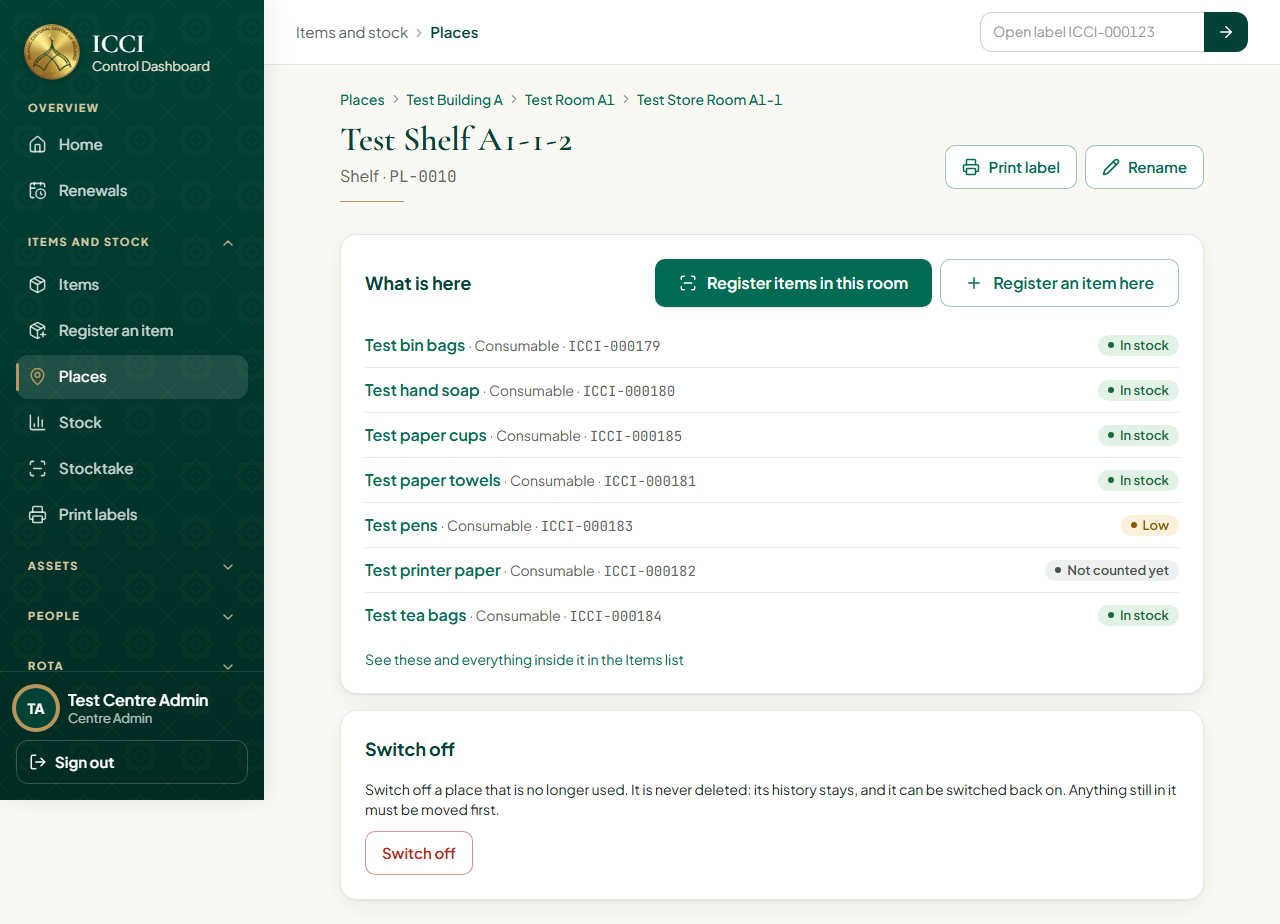 ICCI
Control Dashboard
OVERVIEW
Home
Renewals
ITEMS AND STOCK
Items
Register an item
Places
Stock
Stocktake
Print labels
ASSETS
PEOPLE
ROTA
TA
Test Centre Admin
Centre Admin
Sign out
Items and stock > Places
Open label ICCI-000123
Places > Test Building A > Test Room A1 > Test Store Room A1-1
Test Shelf A1-1-2
Shelf · PL-0010
Print label
Rename
What is here
Register items in this room
Register an item here
Test bin bags · Consumable · ICCI-000179 In stock
Test hand soap · Consumable · ICCI-000180 In stock
Test paper cups · Consumable · ICCI-000185 In stock
Test paper towels · Consumable · ICCI-000181 In stock
Test pens · Consumable · ICCI-000183 Low
Test printer paper · Consumable · ICCI-000182 Not counted yet
Test tea bags · Consumable · ICCI-000184 In stock
See these and everything inside it in the Items list
Switch off
Switch off a place that is no longer used. It is never deleted: its history stays, and it can be switched back on. Anything still in it
must be moved first.
Switch off